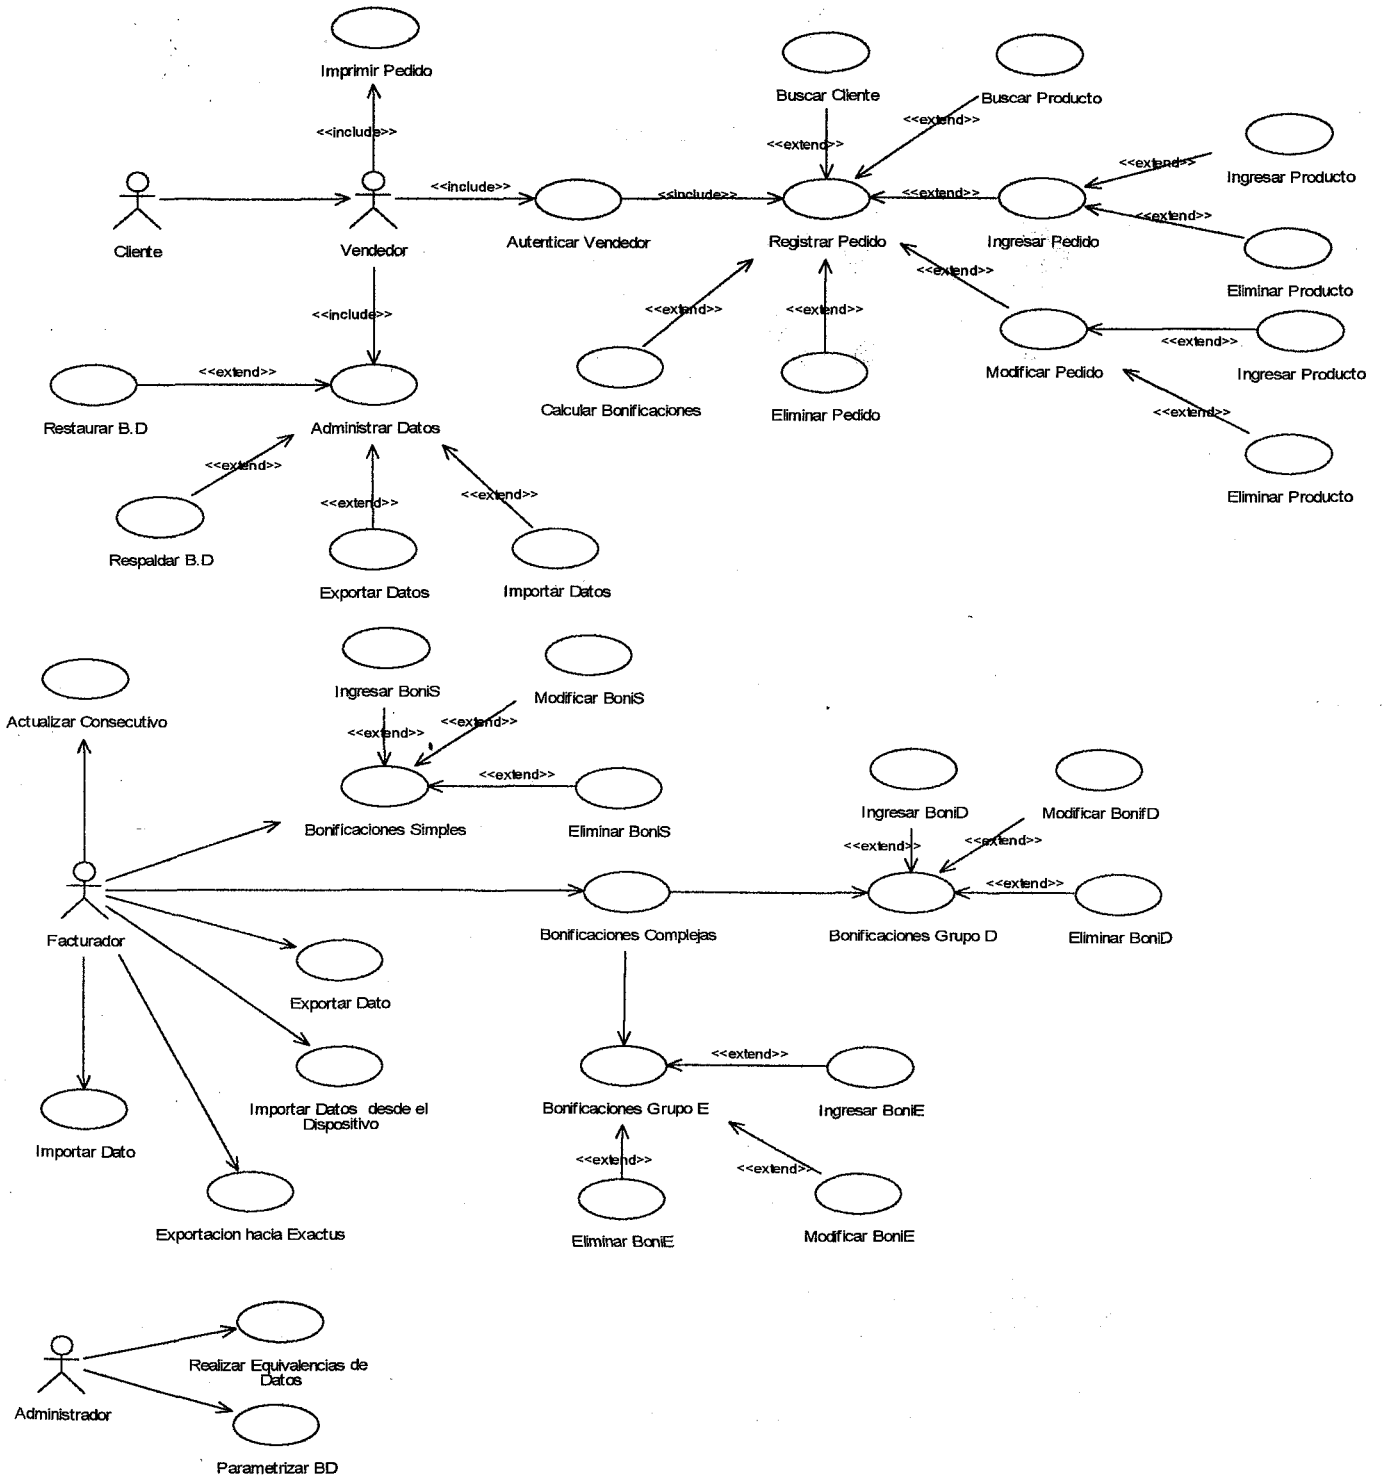 Imprimir Pedido
Buscar Cliente
Buscar Producto
<<include>>
<<extend>>
<<extend>>
<<extend>>
Ingresar Producto
<<include>>
<<include>>
<<extend>>
<<extend>>
Cliente
Vendedor
Autenticar Vendedor
Registrar Pedido
Ingresar Pedido
<<extend>>
Eliminar Producto
<<include>>
<<extend>>
<<extend>>
<<extend>>
Modificar Pedido
Ingresar Producto
<<extend>>
Calcular Bonificaciones
Eliminar Pedido
<<extend>>
Restaurar B.D
Administrar Datos
<<extend>>
<<extend>>
<<extend>>
Eliminar Producto
Respaldar B.D
Exportar Datos
Importar Datos
Ingresar BoniS
Modificar BoniS
Actualizar Consecutivo
<<extend>>
<<extend>>
<<extend>>
Bonificaciones Simples
Eliminar BoniS
Ingresar BoniD
Modificar BonifD
<<extend>>
<<extend>>
<<extend>>
Facturador
Bonificaciones Complejas
Bonificaciones Grupo D
Eliminar BoniD
Exportar Dato
<<extend>>
Importar Datos desde el
Dispositivo
Bonificaciones Grupo E
Ingresar BoniE
Importar Dato
<<extend>>
<<extend>>
Exportacion hacia Exactus
Eliminar BoniE
Modificar BoniE
Realizar Equivalencias de
Datos
Administrador
Parametrizar BD